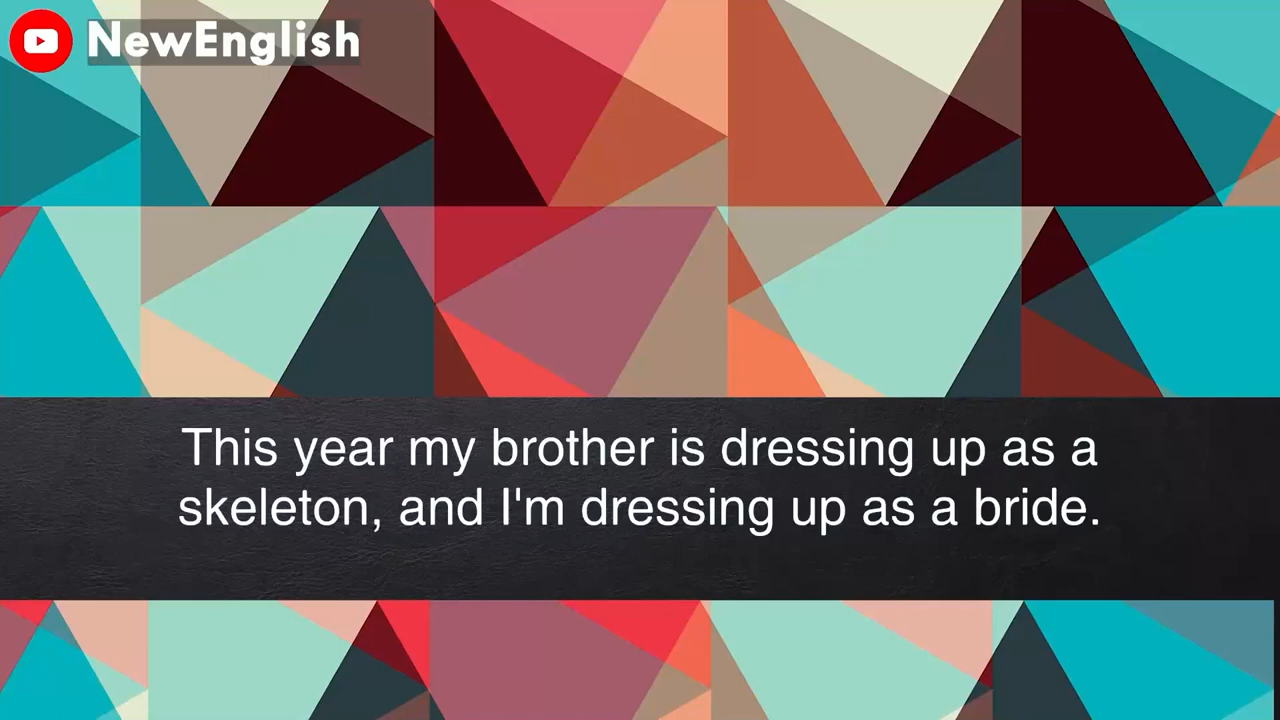 NewEnglish
This year my brother is dressing up as a
skeleton, and I'm dressing up as a bride.